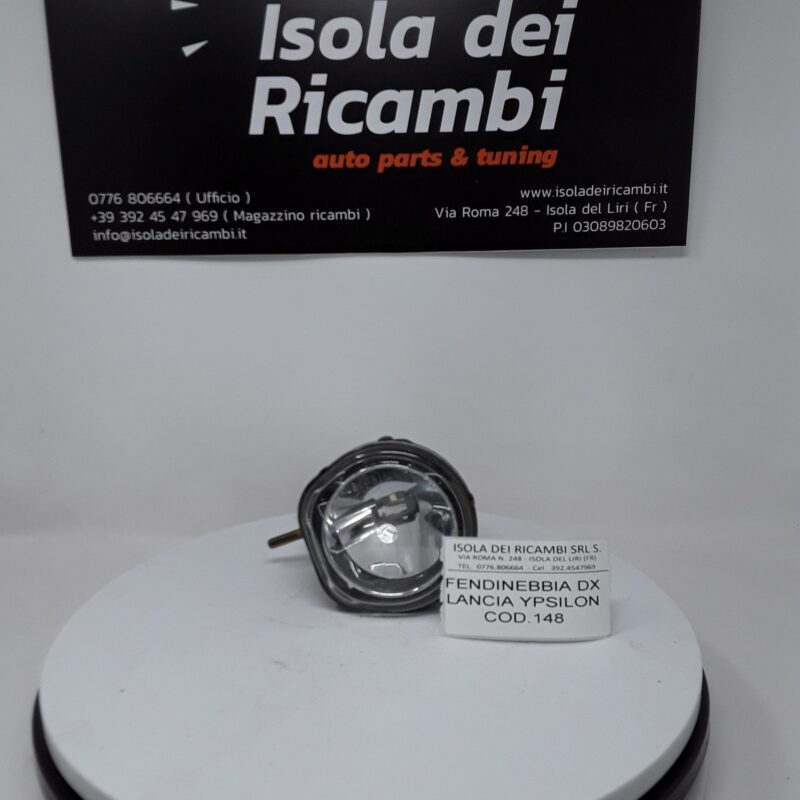 Isola dei
Ricambi
auto parts & tuning
0776 806664 ( Ufficio )
+39 392 45 47 969 ( Magazzino ricambi )
info@isoladeiricambi.it
www.isoladeiricambi.it
Via Roma 248 - Isola del Liri ( Fr )
P.I 03089820603
ISOLA DEI RICAMBI SRL S.
VIA ROMA N. 248 - ISOLA DEL LIRI (FR)
TEL. 0776.806664 - Cel. 392.4547969
FENDINEBBIA DX
LANCIA YPSILON
COD.148